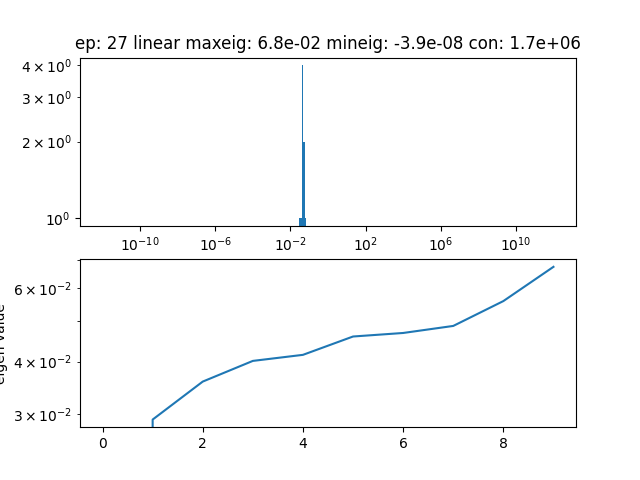 ep: 27 linear maxeig: 6.8e-02 mineig: -3.9e-08 con: 1.7e+06
4 × 10⁰
3 × 10⁰
2 × 10⁰
10⁰
10⁻¹⁰ 10⁻⁶ 10⁻² 10² 10⁶ 10¹⁰
eigen value
6 × 10⁻²
4 × 10⁻²
3 × 10⁻²
0 2 4 6 8